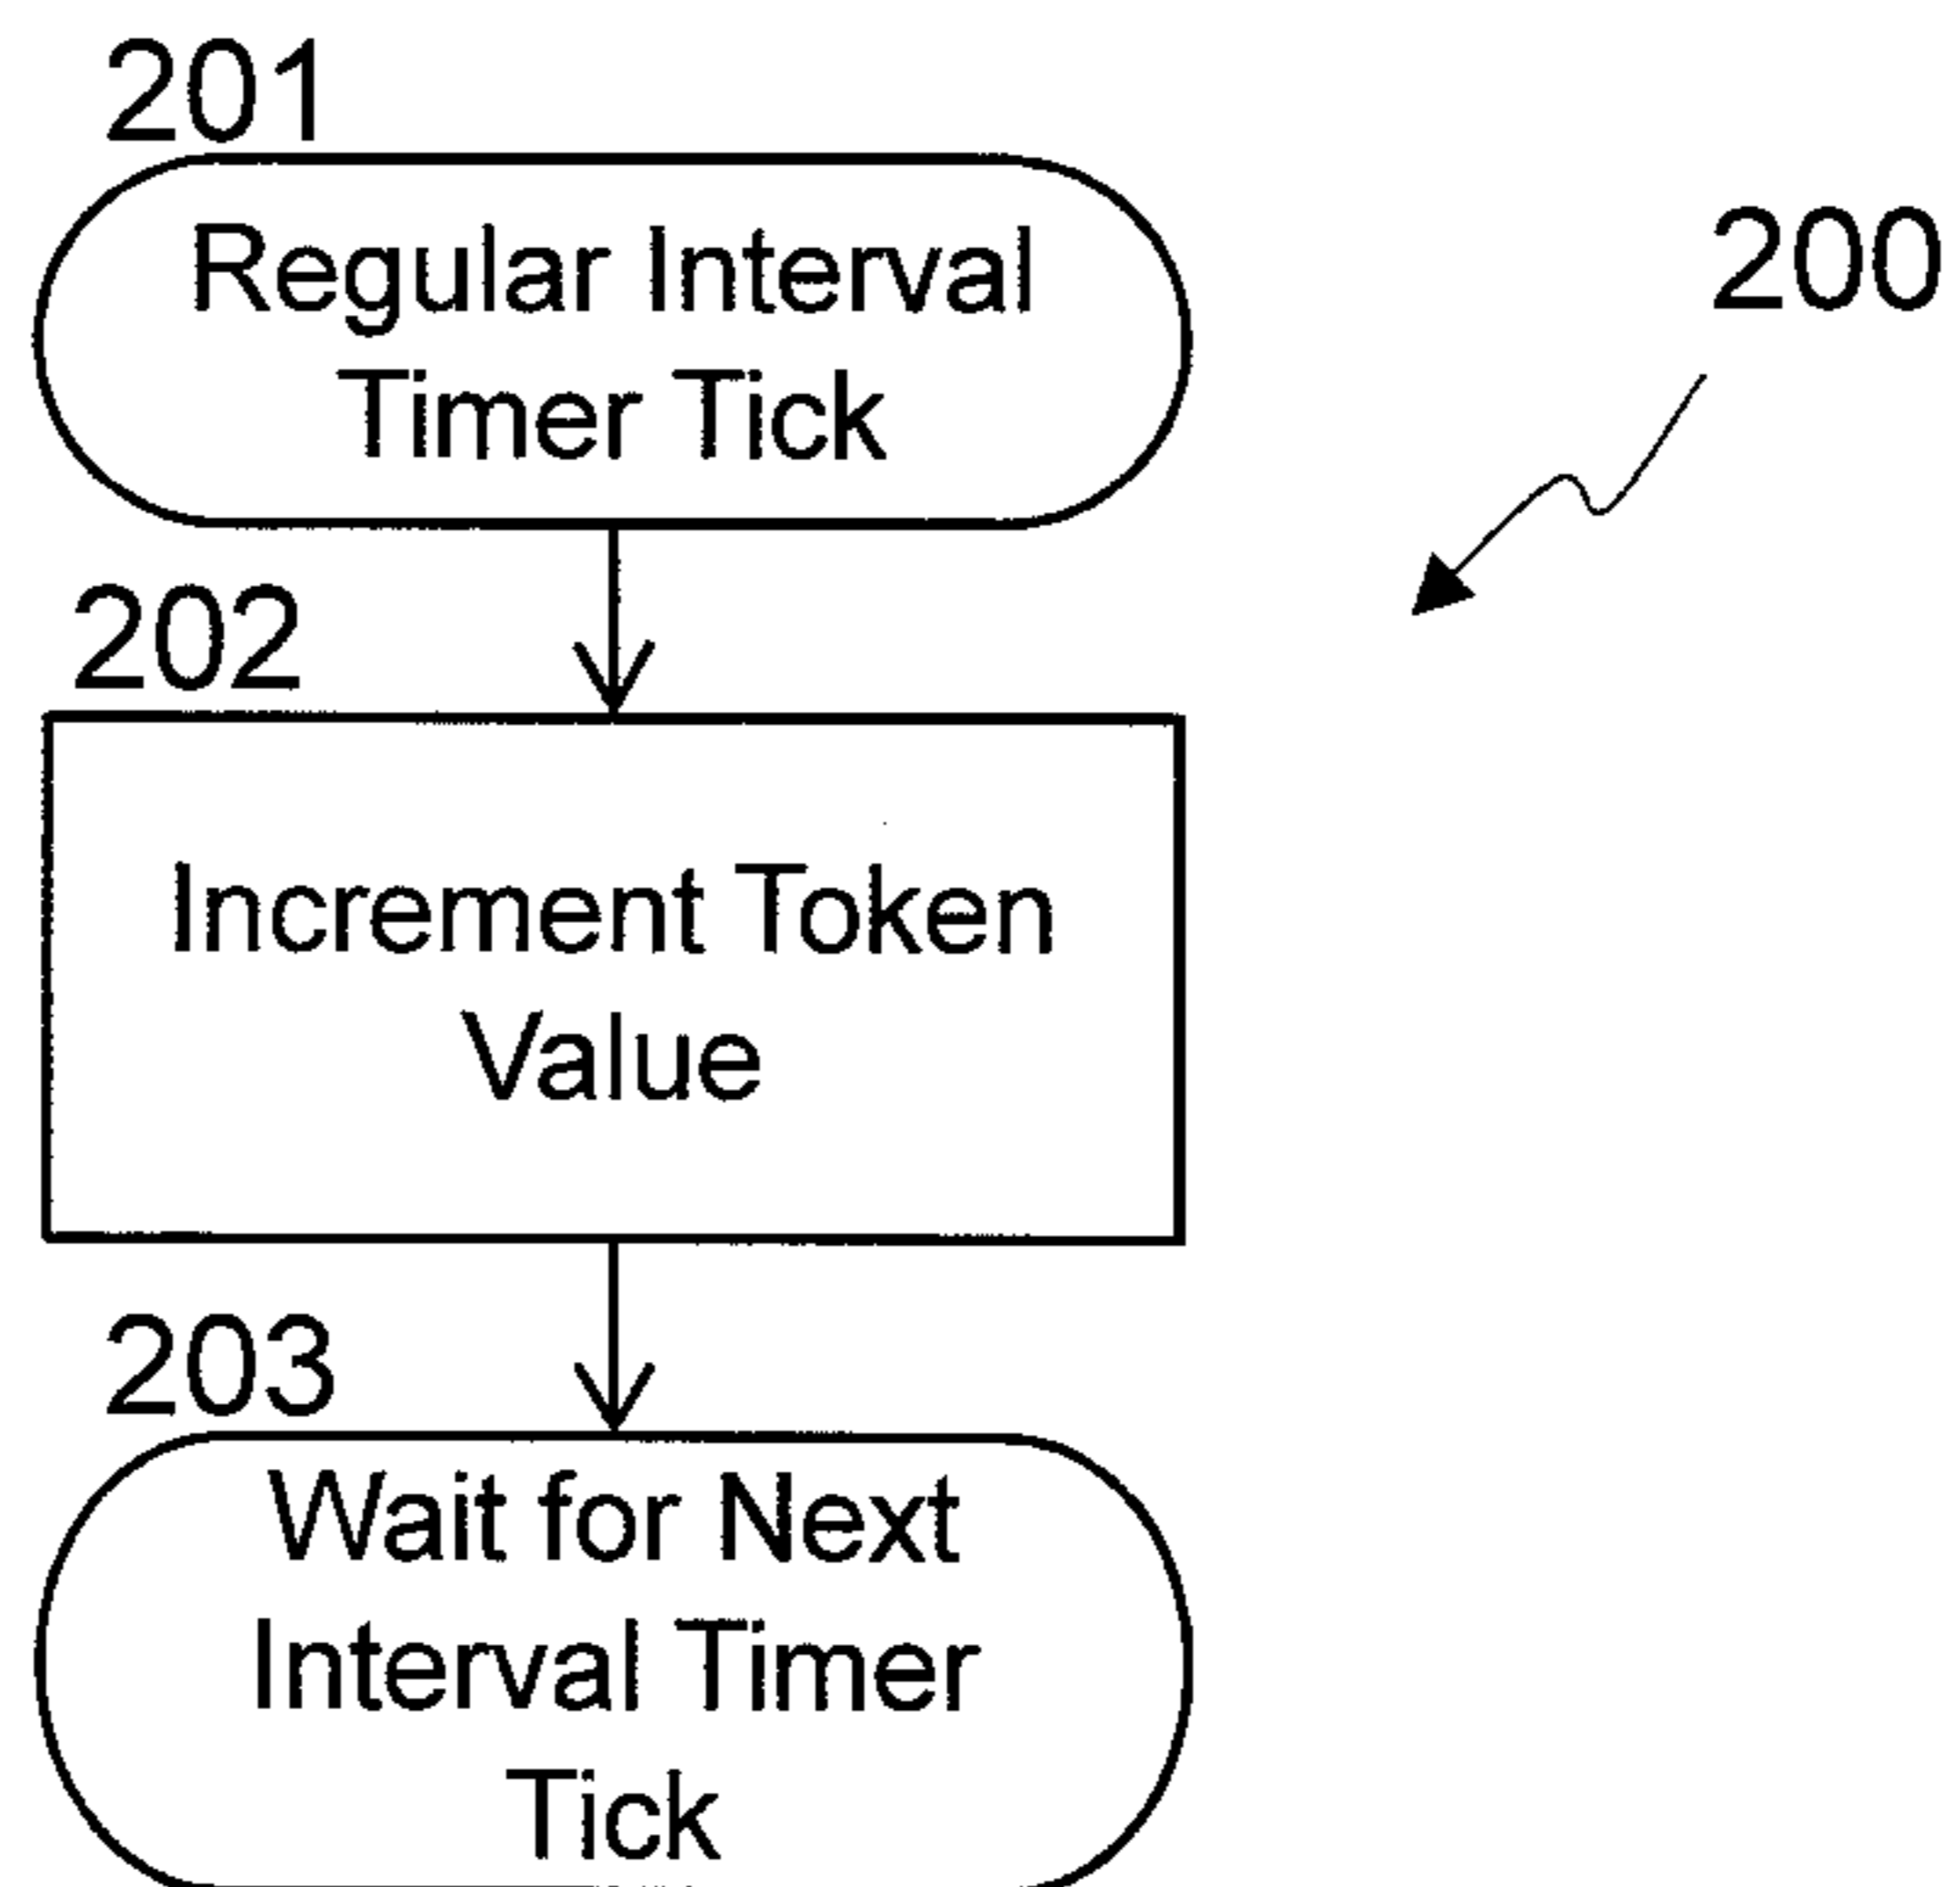 201
Regular Interval
Timer Tick
200
202
Increment Token
Value
203
Wait for Next
Interval Timer
Tick